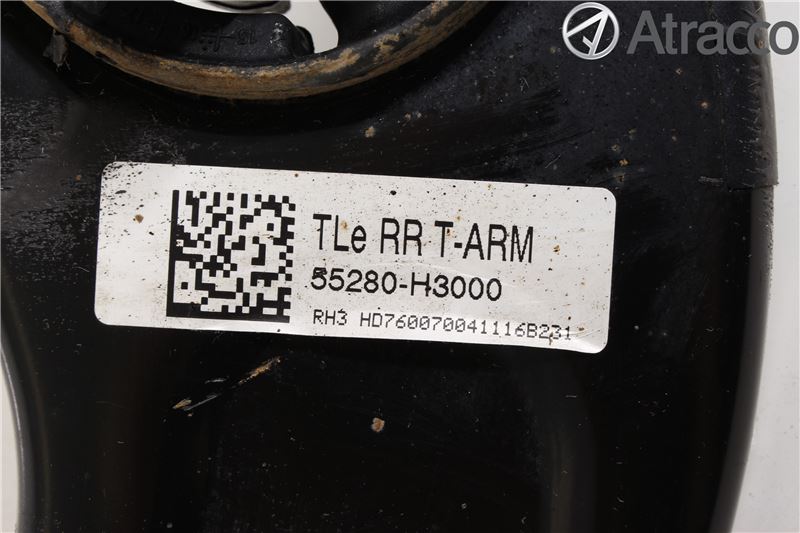 Atracco
TLe RR T-ARM
55280-H3000
RH3 HD760070041116B231